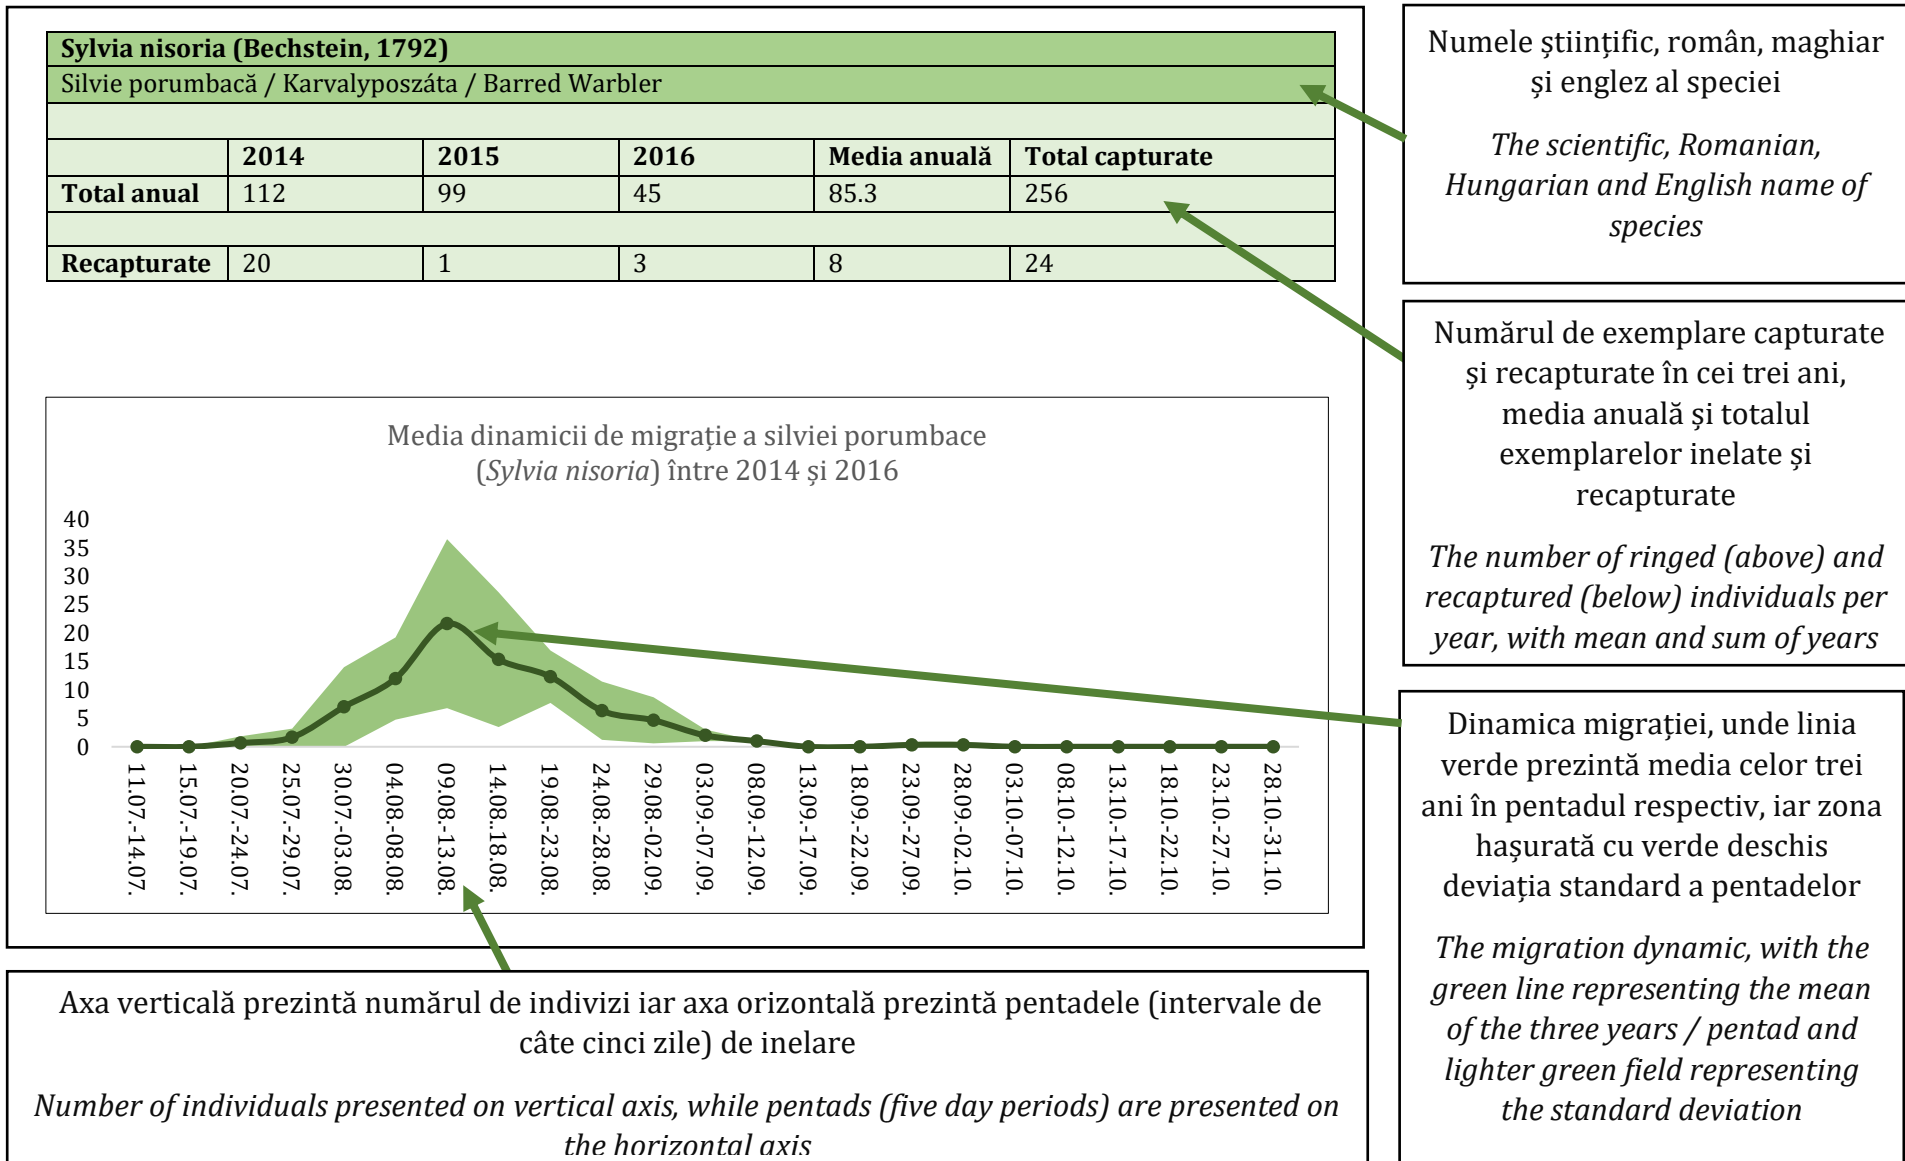 Sylvia nisoria (Bechstein, 1792)
Silvie porumbacă / Karvalyposzáta / Barred Warbler
2014 2015 2016 Media anuală Total capturate
Total anual 112 99 45 85.3 256
Recapturate 20 1 3 8 24
Media dinamicii de migrație a silviei porumbace
(Sylvia nisoria) între 2014 și 2016
40
35
30
25
20
15
10
5
0
11.07.-14.07.
15.07.-19.07.
20.07.-24.07.
25.07.-29.07.
30.07.-03.08.
04.08.-08.08.
09.08.-13.08.
14.08..18.08.
19.08.-23.08.
24.08.-28.08.
29.08.-02.09.
03.09.-07.09.
08.09.-12.09.
13.09.-17.09.
18.09.-22.09.
23.09.-27.09.
28.09.-02.10.
03.10.-07.10.
08.10.-12.10.
13.10.-17.10.
18.10.-22.10.
23.10.-27.10.
28.10.-31.10.
Numele științific, român, maghiar
și englez al speciei
The scientific, Romanian,
Hungarian and English name of
species
Numărul de exemplare capturate
și recapturate în cei trei ani,
media anuală și totalul
exemplarelor inelate și
recapturate
The number of ringed (above) and
recaptured (below) individuals per
year, with mean and sum of years
Dinamica migrației, unde linia
verde prezintă media celor trei
ani în pentadul respectiv, iar zona
hașurată cu verde deschis
deviația standard a pentadelor
The migration dynamic, with the
green line representing the mean
of the three years / pentad and
lighter green field representing
the standard deviation
Axa verticală prezintă numărul de indivizi iar axa orizontală prezintă pentadele (intervale de
câte cinci zile) de inelare
Number of individuals presented on vertical axis, while pentads (five day periods) are presented on
the horizontal axis